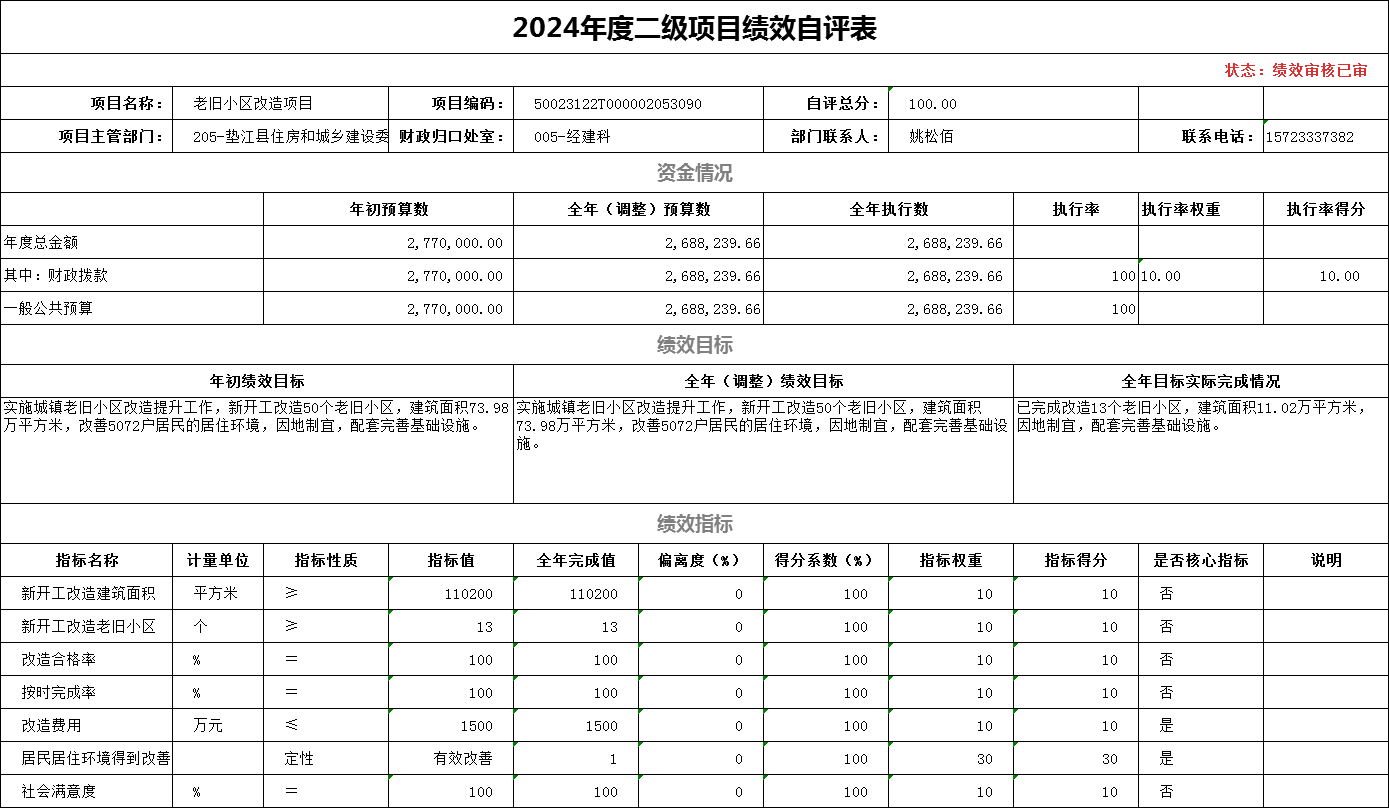 2024年度二级项目绩效自评表
状态：绩效审核已审
项目名称： 老旧小区改造项目 项目编码： 50023122T000002053090 自评总分： 100.00
项目主管部门： 205-垫江县住房和城乡建设委 财政归口处室： 005-经建科 部门联系人： 姚松佰 联系电话： 15723337382
资金情况
年初预算数 全年（调整）预算数 全年执行数 执行率 执行率权重 执行率得分
年度总金额 2,770,000.00 2,688,239.66 2,688,239.66
其中：财政拨款 2,770,000.00 2,688,239.66 2,688,239.66 100 10.00 10.00
一般公共预算 2,770,000.00 2,688,239.66 2,688,239.66 100
绩效目标
年初绩效目标 全年（调整）绩效目标 全年目标实际完成情况
实施城镇老旧小区改造提升工作，新开工改造50个老旧小区，建筑面积73.98
万平方米，改善5072户居民的居住环境，因地制宜，配套完善基础设施。
实施城镇老旧小区改造提升工作，新开工改造50个老旧小区，建筑面积
73.98万平方米，改善5072户居民的居住环境，因地制宜，配套完善基础设
施。
已完成改造13个老旧小区，建筑面积11.02万平方米，
因地制宜，配套完善基础设施。
绩效指标
指标名称 计量单位 指标性质 指标值 全年完成值 偏离度（%） 得分系数（%） 指标权重 指标得分 是否核心指标 说明
新开工改造建筑面积 平方米 ≥ 110200 110200 0 100 10 10 否
新开工改造老旧小区 个 ≥ 13 13 0 100 10 10 否
改造合格率 % ＝ 100 100 0 100 10 10 否
按时完成率 % ＝ 100 100 0 100 10 10 否
改造费用 万元 ≤ 1500 1500 0 100 10 10 是
居民居住环境得到改善 定性 有效改善 1 0 100 30 30 是
社会满意度 % ＝ 100 100 0 100 10 10 否